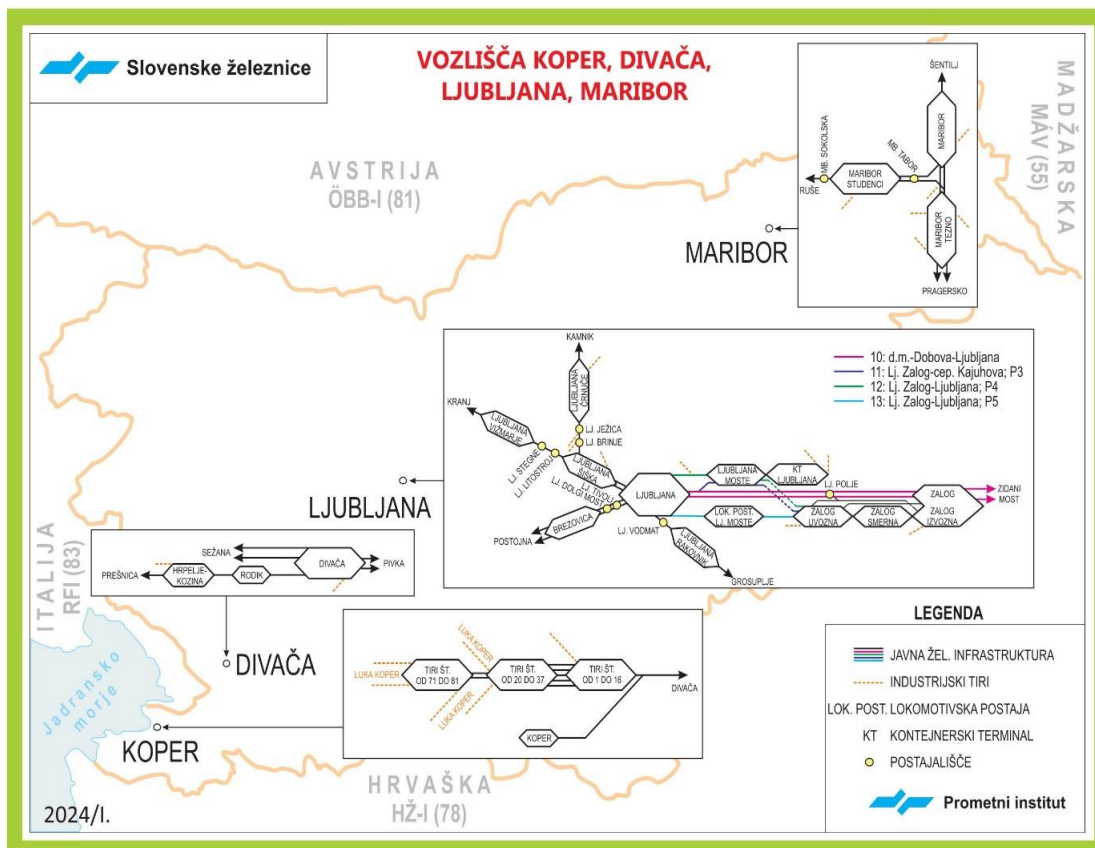 Slovenske železnice
VOZLIŠČA KOPER, DIVAČA,
LJUBLJANA, MARIBOR
AVSTRIJA
ÖBB-I (81)
MADŽARSKA
MÁV (55)
ŠENTILJ
MARIBOR
MB. TABOR
MB. SOKOLSKA
MARIBOR
STUDENCI
RUŠE
MARIBOR
TEZNO
PRAGERSKO
MARIBOR
KAMNIK
LJUBLJANA
ČRNUČE
10: d.m.-Dobova-Ljubljana
11: Lj. Zalog-cep. Kajuhova; P3
12: Lj. Zalog-Ljubljana; P4
13: Lj. Zalog-Ljubljana; P5
KRANJ
LJUBLJANA
VIŽMARJE
LJ. JEŽICA
LJ. BRINJE
LJ. STEGNE
LJ. LITOSTROJ
LJUBLJANA
ŠIŠKA
LJ. TIVOLI
LJ. DOLGI MOST
LJUBLJANA
LJUBLJANA
MOSTE
KT
LJUBLJANA
LJ. POLJE
ZIDANI
MOST
ZALOG
ZALOG
IZVOZNA
LOK. POST.
LJ. MOSTE
ZALOG
UVOZNA
ZALOG
SMERNA
BREZOVICA
POSTOJNA
LJ. VODMAT
LJUBLJANA
RAKOVNIK
GROSUPLJE
LJUBLJANA
ITALIJA
RFI (83)
SEŽANA
DIVAČA
PIVKA
PREŠNICA
HRPELJE-
KOZINA
RODIK
DIVAČA
LUKA KOPER
LUKA KOPER
LUKA KOPER
TIRI ŠT.
OD 71 DO 81
TIRI ŠT.
OD 20 DO 37
TIRI ŠT.
OD 1 DO 16
DIVAČA
KOPER
KOPER
Jadransko
morje
HRVAŠKA
HŽ-I (78)
2024/I.
LEGENDA
JAVNA ŽEL. INFRASTRUKTURA
INDUSTRIJSKI TIRI
LOK. POST. LOKOMOTIVSKA POSTAJA
KT KONTEJNERSKI TERMINAL
POSTAJALIŠČE
Prometni institut